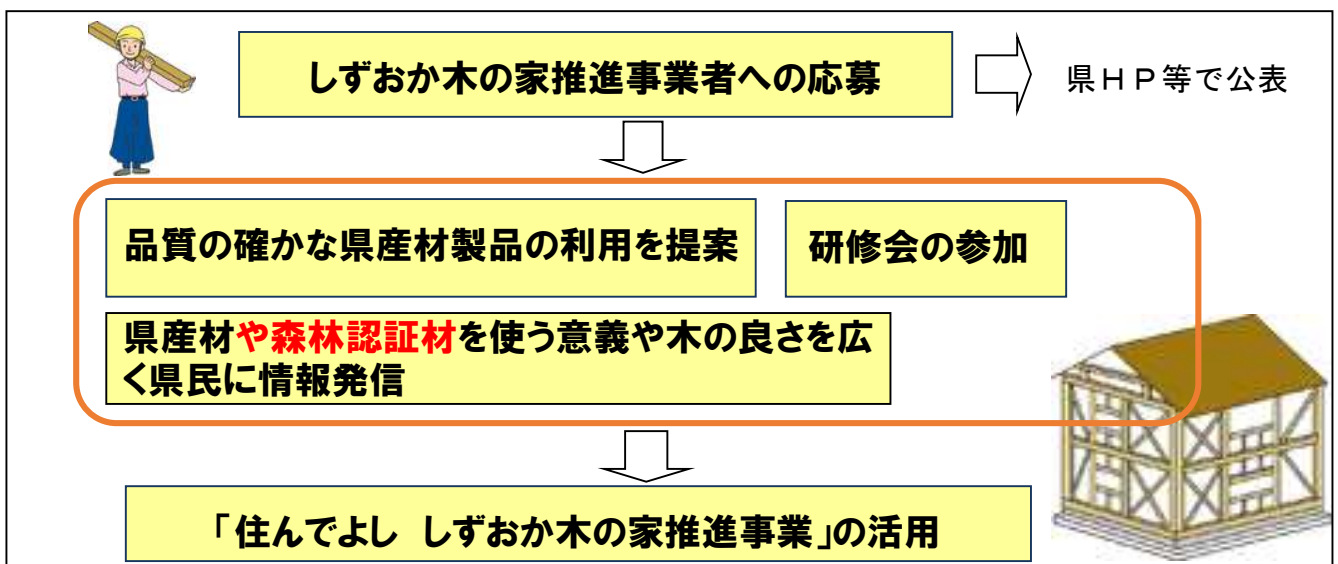 しずおか木の家推進事業者への応募
県ＨＰ等で公表
品質の確かな県産材製品の利用を提案
研修会の参加
県産材や森林認証材を使う意義や木の良さを広
く県民に情報発信
「住んでよし しずおか木の家推進事業」の活用